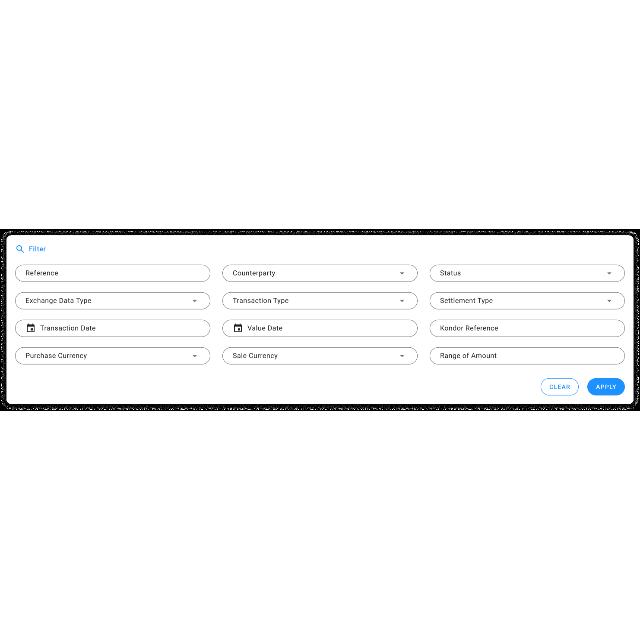 Filter
Reference Counterparty Status
Exchange Data Type Transaction Type Settlement Type
Transaction Date Value Date Kondor Reference
Purchase Currency Sale Currency Range of Amount
CLEAR APPLY